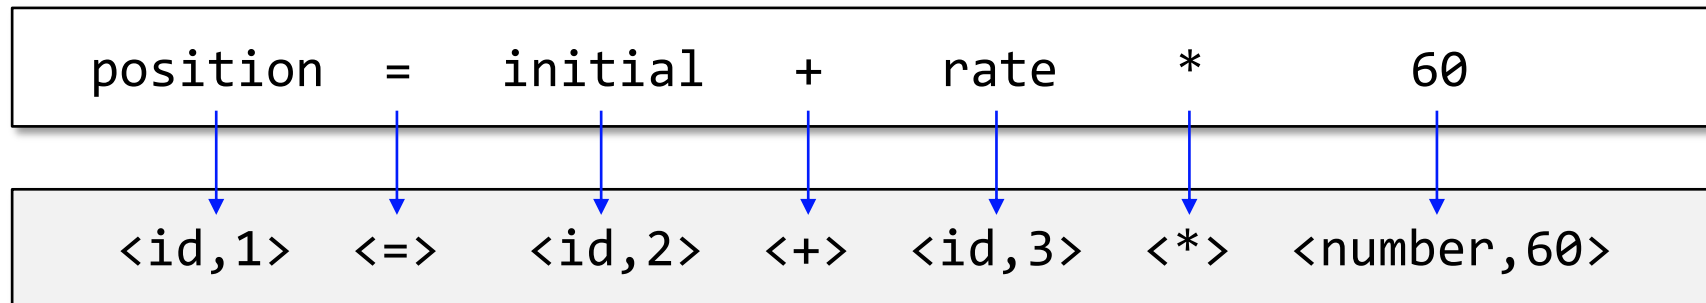 position = initial + rate * 60
<id,1> <=> <id,2> <+> <id,3> <*> <number,60>